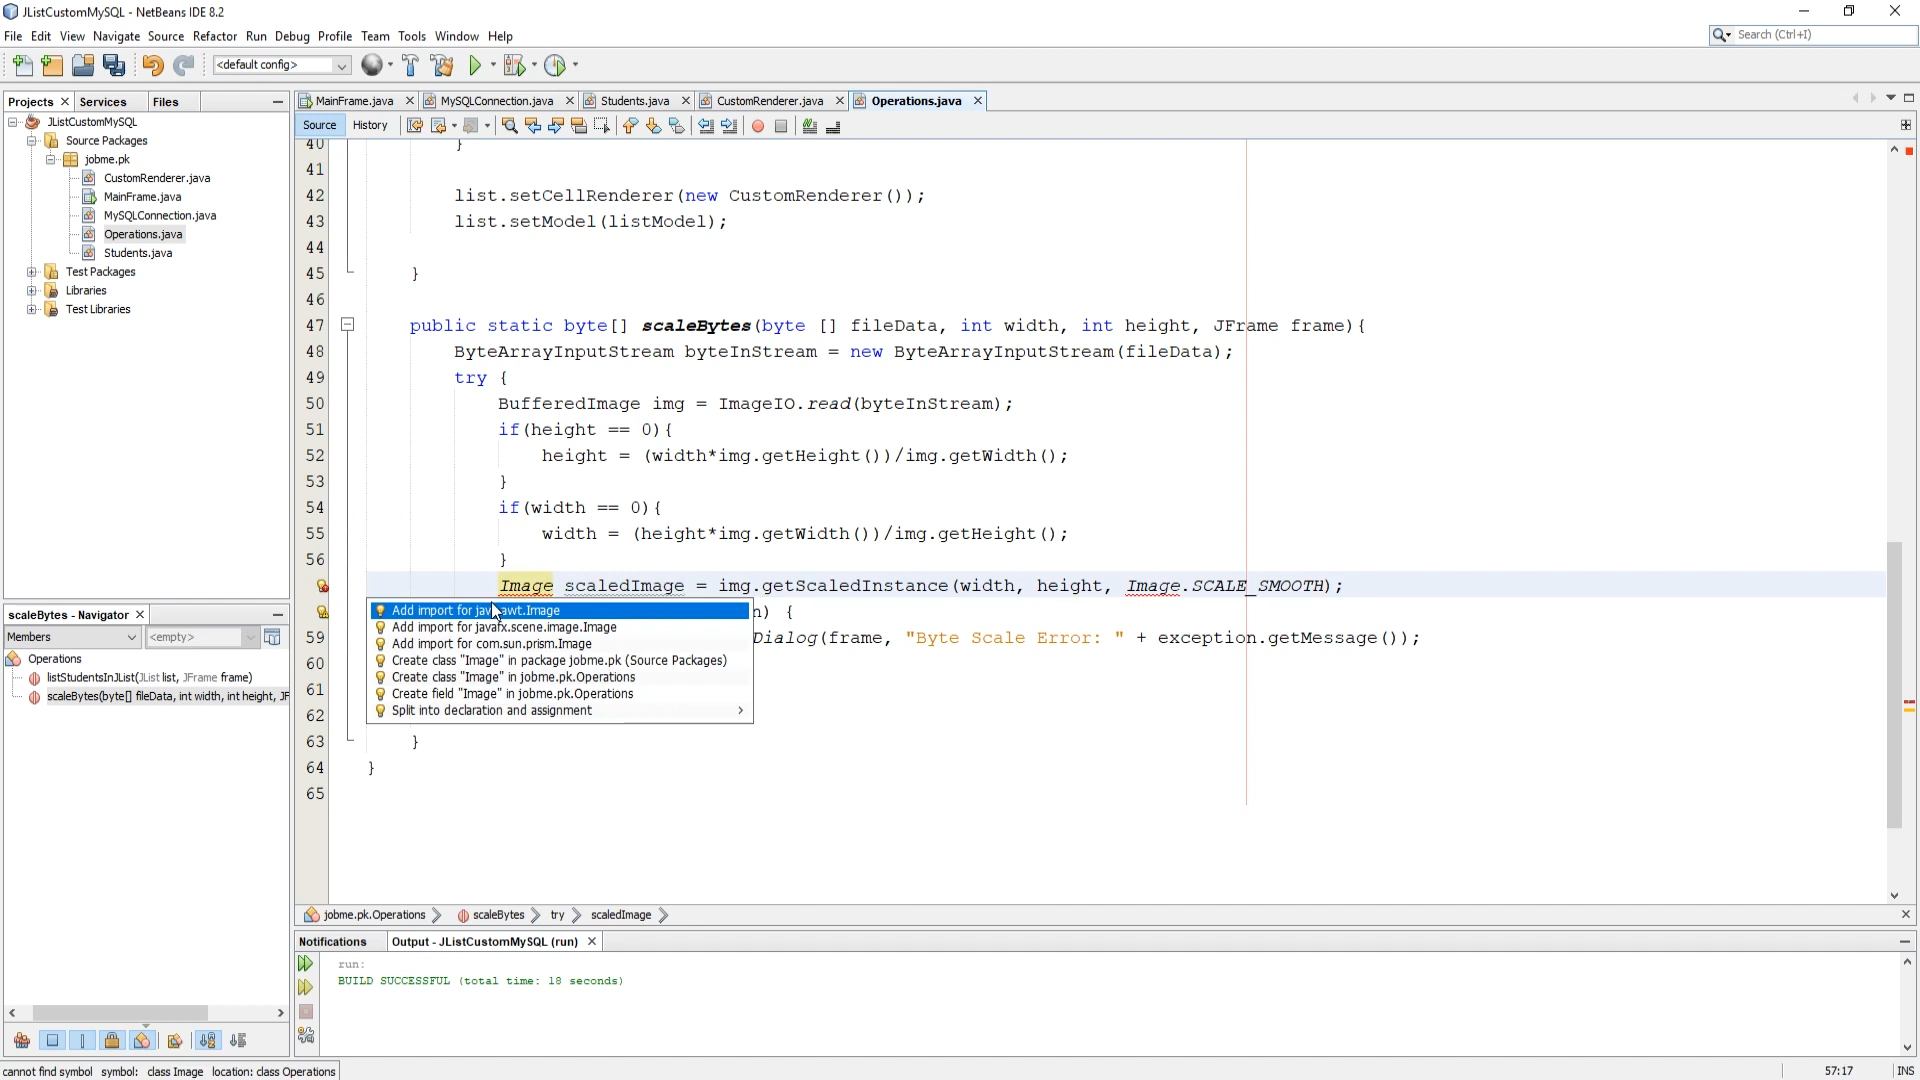 JListCustomMySQL - NetBeans IDE 8.2
File Edit View Navigate Source Refactor Run Debug Profile Team Tools Window Help
Search (Ctrl+I)
<default config>
Projects Services Files
MainFrame.java MySQLConnection.java Students.java CustomRenderer.java Operations.java
Source History
JListCustomMySQL
Source Packages
jobme.pk
CustomRenderer.java
MainFrame.java
MySQLConnection.java
Operations.java
Students.java
Test Packages
Libraries
Test Libraries
40 }
41
42 list.setCellRenderer(new CustomRenderer());
43 list.setModel(listModel);
44
45 }
46
47 public static byte[] scaleBytes(byte [] fileData, int width, int height, JFrame frame){
48 ByteArrayInputStream byteInStream = new ByteArrayInputStream(fileData);
49 try {
50 BufferedImage img = ImageIO.read(byteInStream);
51 if(height == 0){
52 height = (width*img.getHeight())/img.getWidth();
53 }
54 if(width == 0){
55 width = (height*img.getWidth())/img.getHeight();
56 }
Image scaledImage = img.getScaledInstance(width, height, Image.SCALE_SMOOTH);
n) {
59 Dialog(frame, "Byte Scale Error: " + exception.getMessage());
60
61
62
63 }
64 }
65
Add import for java.awt.Image
Add import for javafx.scene.image.Image
Add import for com.sun.prism.Image
Create class "Image" in package jobme.pk (Source Packages)
Create class "Image" in jobme.pk.Operations
Create field "Image" in jobme.pk.Operations
Split into declaration and assignment
scaleBytes - Navigator
Members <empty>
Operations
listStudentsInJList(JList list, JFrame frame)
scaleBytes(byte[] fileData, int width, int height, JF
jobme.pk.Operations scaleBytes try scaledImage
Notifications Output - JListCustomMySQL (run)
run:
BUILD SUCCESSFUL (total time: 18 seconds)
cannot find symbol symbol: class Image location: class Operations
57:17 INS